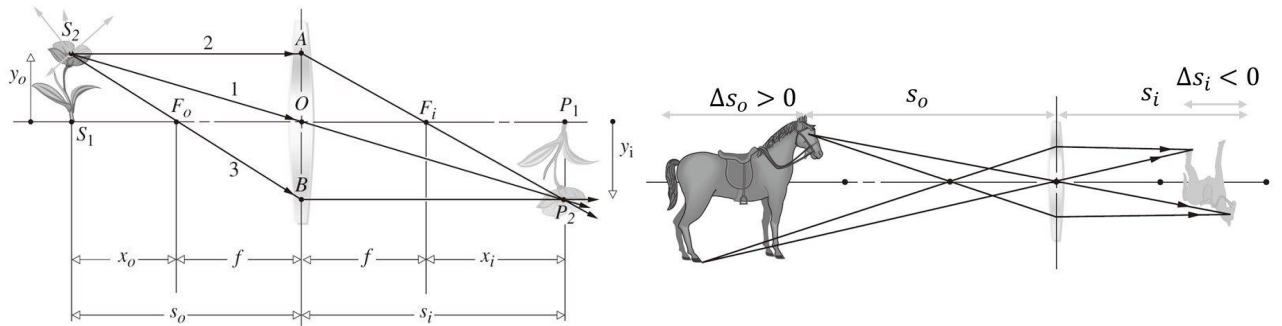 S₂
2
A
yₒ
1
O
Fₒ
Fᵢ
P₁
S₁
yᵢ
3
B
P₂
xₒ
f
f
xᵢ
sₒ
sᵢ
Δsₒ > 0
sₒ
sᵢ
Δsᵢ < 0